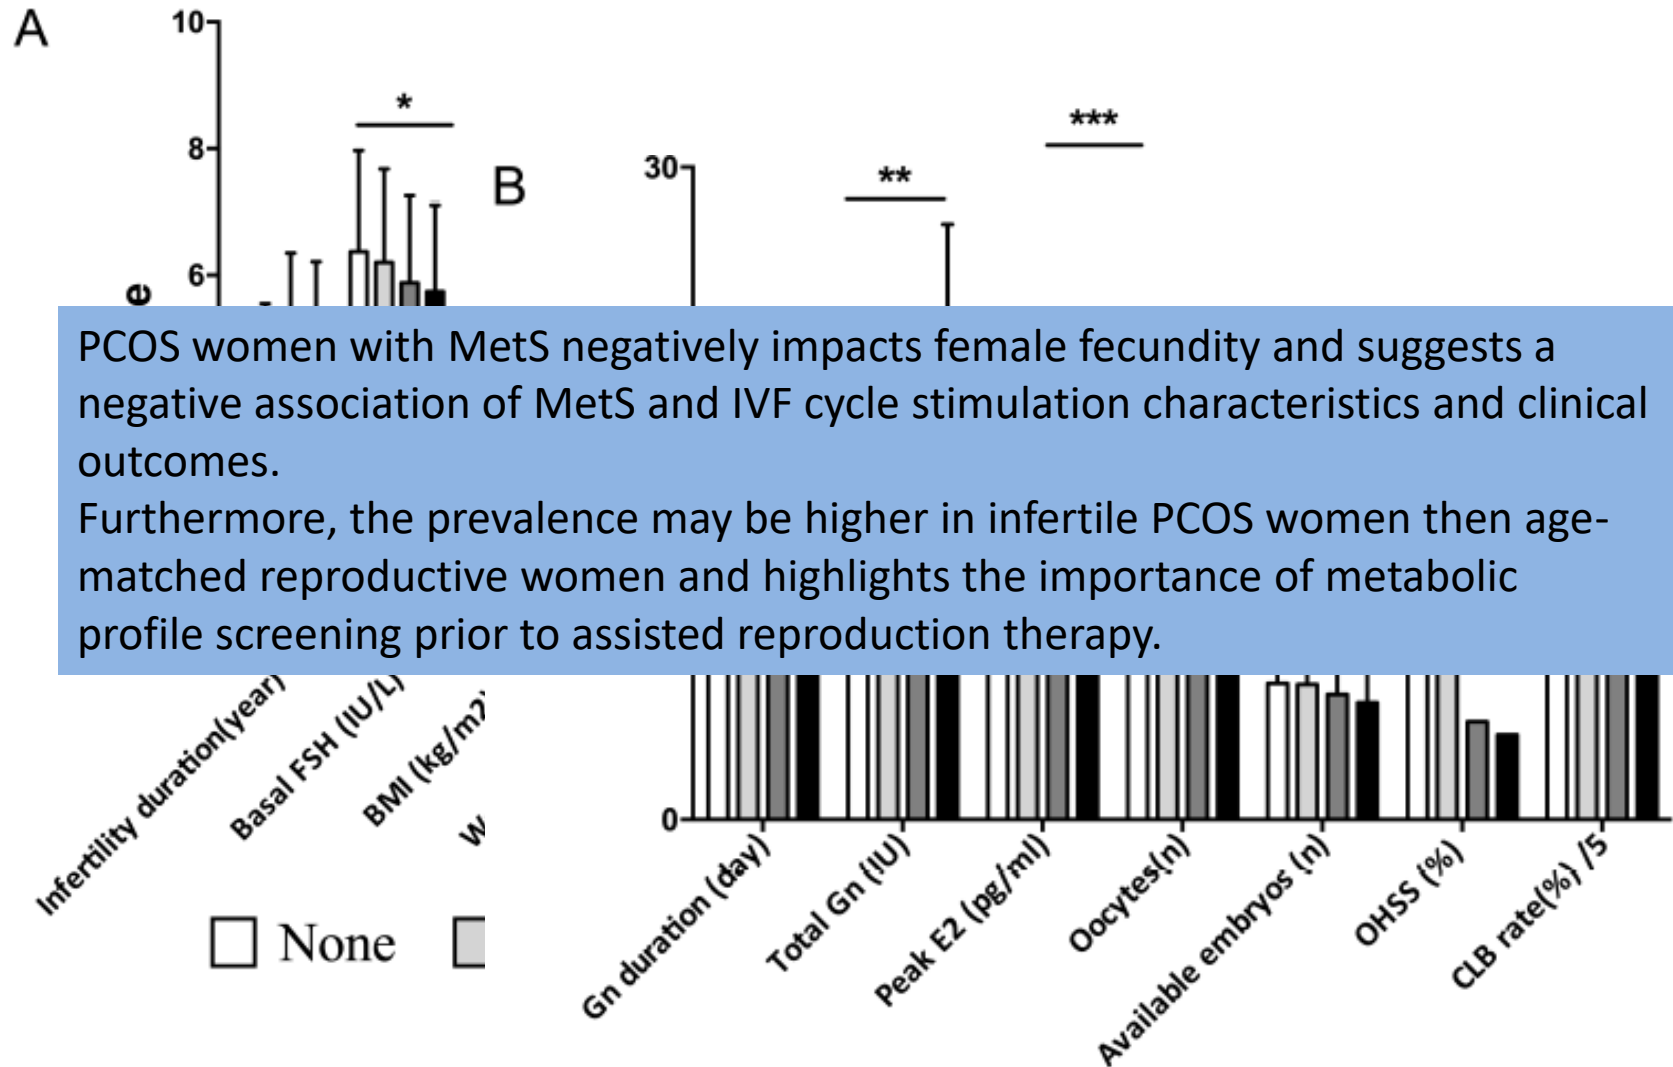 A
10
8
6
*
e
B
30
**
***
PCOS women with MetS negatively impacts female fecundity and suggests a
negative association of MetS and IVF cycle stimulation characteristics and clinical
outcomes.
Furthermore, the prevalence may be higher in infertile PCOS women then age-
matched reproductive women and highlights the importance of metabolic
profile screening prior to assisted reproduction therapy.
Infertility duration(year)
Basal FSH (IU/L)
BMI (kg/m2)
None
0
Gn duration (day)
Total Gn (IU)
Peak E2 (pg/ml)
Oocytes(n)
Available embryos (n)
OHSS (%)
CLB rate(%) /5